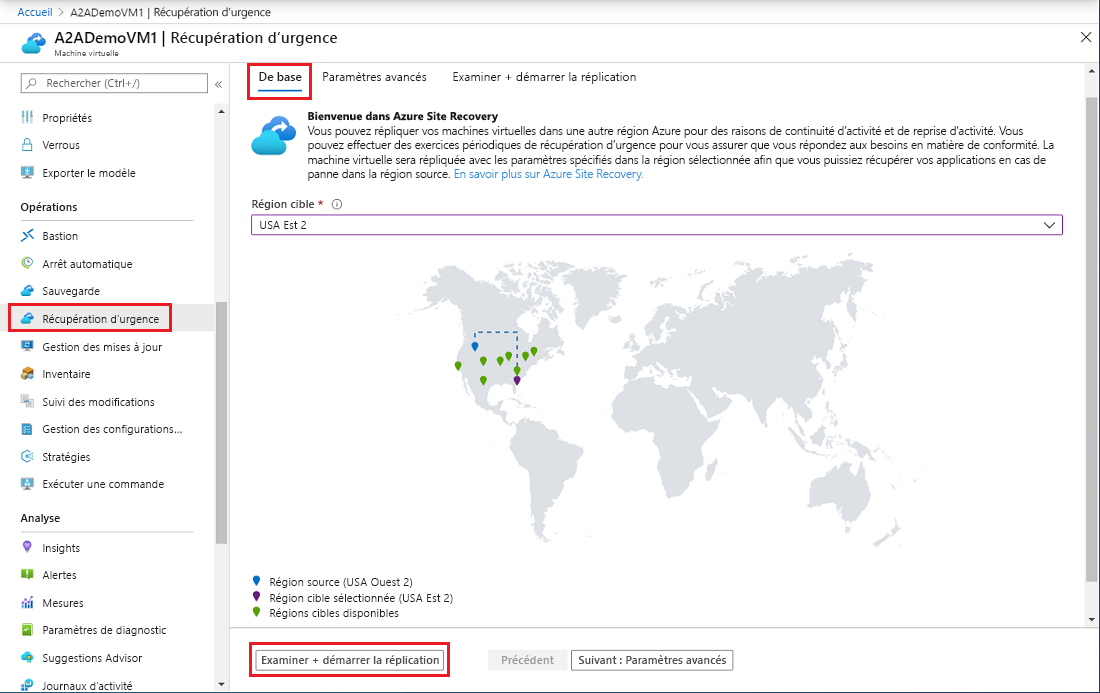 Accueil > A2ADemoVM1 | Récupération d'urgence
A2ADemoVM1 | Récupération d'urgence
Machine virtuelle
Rechercher (Ctrl+/)
«
Propriétés
Verrous
Exporter le modèle
Opérations
Bastion
Arrêt automatique
Sauvegarde
Récupération d'urgence
Gestion des mises à jour
Inventaire
Suivi des modifications
Gestion des configurations...
Stratégies
Exécuter une commande
Analyse
Insights
Alertes
Mesures
Paramètres de diagnostic
Suggestions Advisor
Journaux d'activité
De base Paramètres avancés Examiner + démarrer la réplication
Bienvenue dans Azure Site Recovery
Vous pouvez répliquer vos machines virtuelles dans une autre région Azure pour des raisons de continuité d'activité et de reprise d'activité. Vous
pouvez effectuer des exercices périodiques de récupération d'urgence pour vous assurer que vous répondez aux besoins en matière de conformité. La
machine virtuelle sera répliquée avec les paramètres spécifiés dans la région sélectionnée afin que vous puissiez récupérer vos applications en cas de
panne dans la région source. En savoir plus sur Azure Site Recovery.
Région cible *
USA Est 2
Région source (USA Ouest 2)
Région cible sélectionnée (USA Est 2)
Régions cibles disponibles
Examiner + démarrer la réplication Précédent Suivant : Paramètres avancés